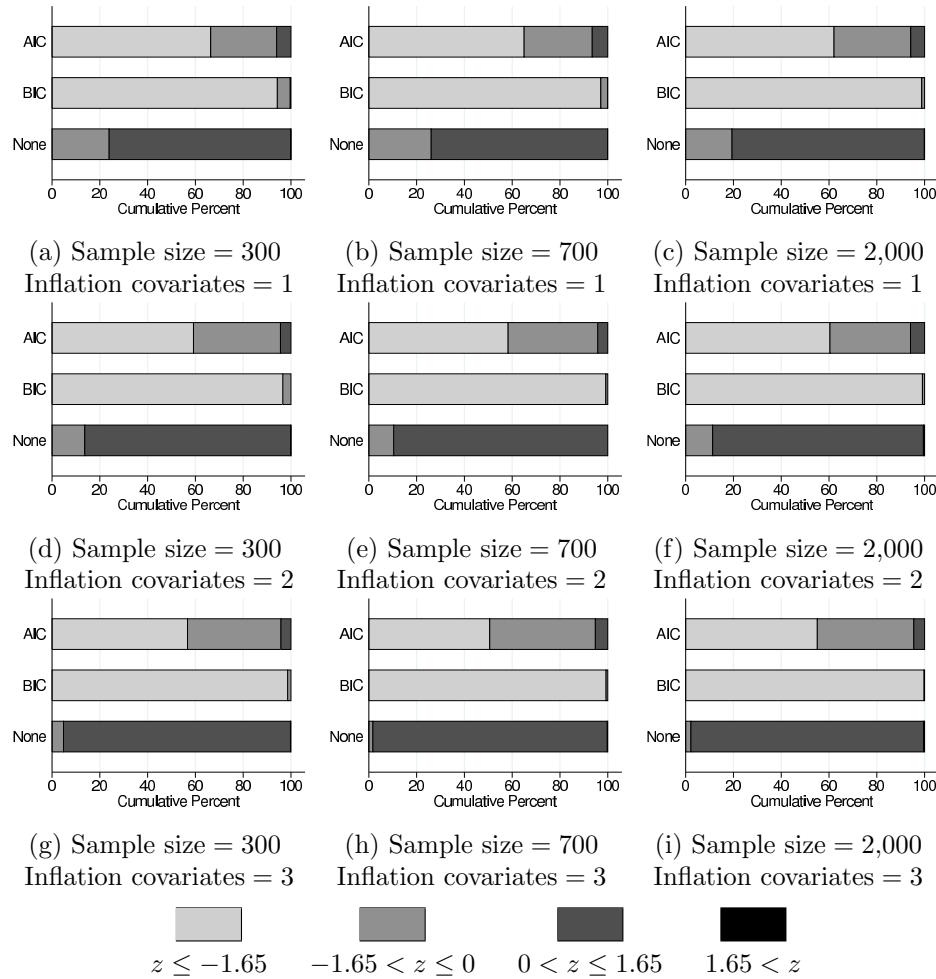 AIC
BIC
None
0 20 40 60 80 100
Cumulative Percent
(a) Sample size = 300
Inflation covariates = 1
AIC
BIC
None
0 20 40 60 80 100
Cumulative Percent
(b) Sample size = 700
Inflation covariates = 1
AIC
BIC
None
0 20 40 60 80 100
Cumulative Percent
(c) Sample size = 2,000
Inflation covariates = 1
AIC
BIC
None
0 20 40 60 80 100
Cumulative Percent
(d) Sample size = 300
Inflation covariates = 2
AIC
BIC
None
0 20 40 60 80 100
Cumulative Percent
(e) Sample size = 700
Inflation covariates = 2
AIC
BIC
None
0 20 40 60 80 100
Cumulative Percent
(f) Sample size = 2,000
Inflation covariates = 2
AIC
BIC
None
0 20 40 60 80 100
Cumulative Percent
(g) Sample size = 300
Inflation covariates = 3
AIC
BIC
None
0 20 40 60 80 100
Cumulative Percent
(h) Sample size = 700
Inflation covariates = 3
AIC
BIC
None
0 20 40 60 80 100
Cumulative Percent
(i) Sample size = 2,000
Inflation covariates = 3
z ≤ −1.65 −1.65 < z ≤ 0 0 < z ≤ 1.65 1.65 < z